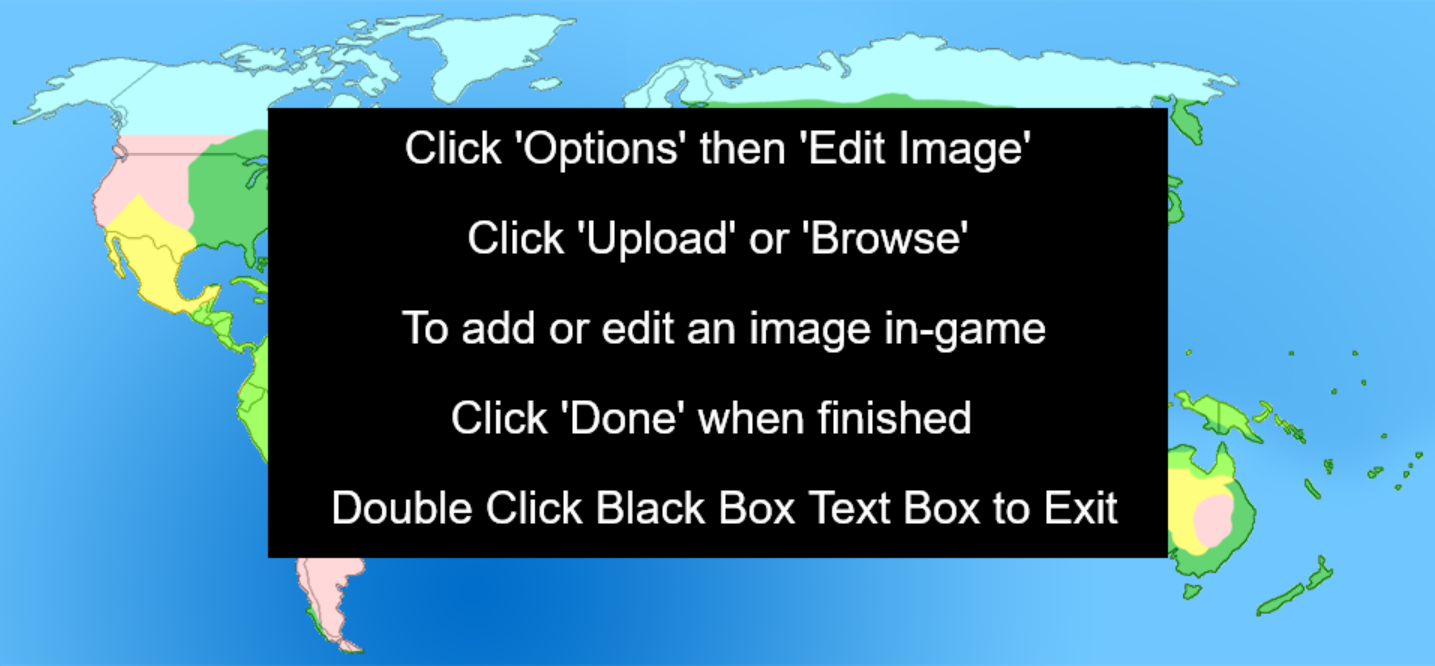 Click 'Options' then 'Edit Image'
Click 'Upload' or 'Browse'
To add or edit an image in-game
Click 'Done' when finished
Double Click Black Box Text Box to Exit